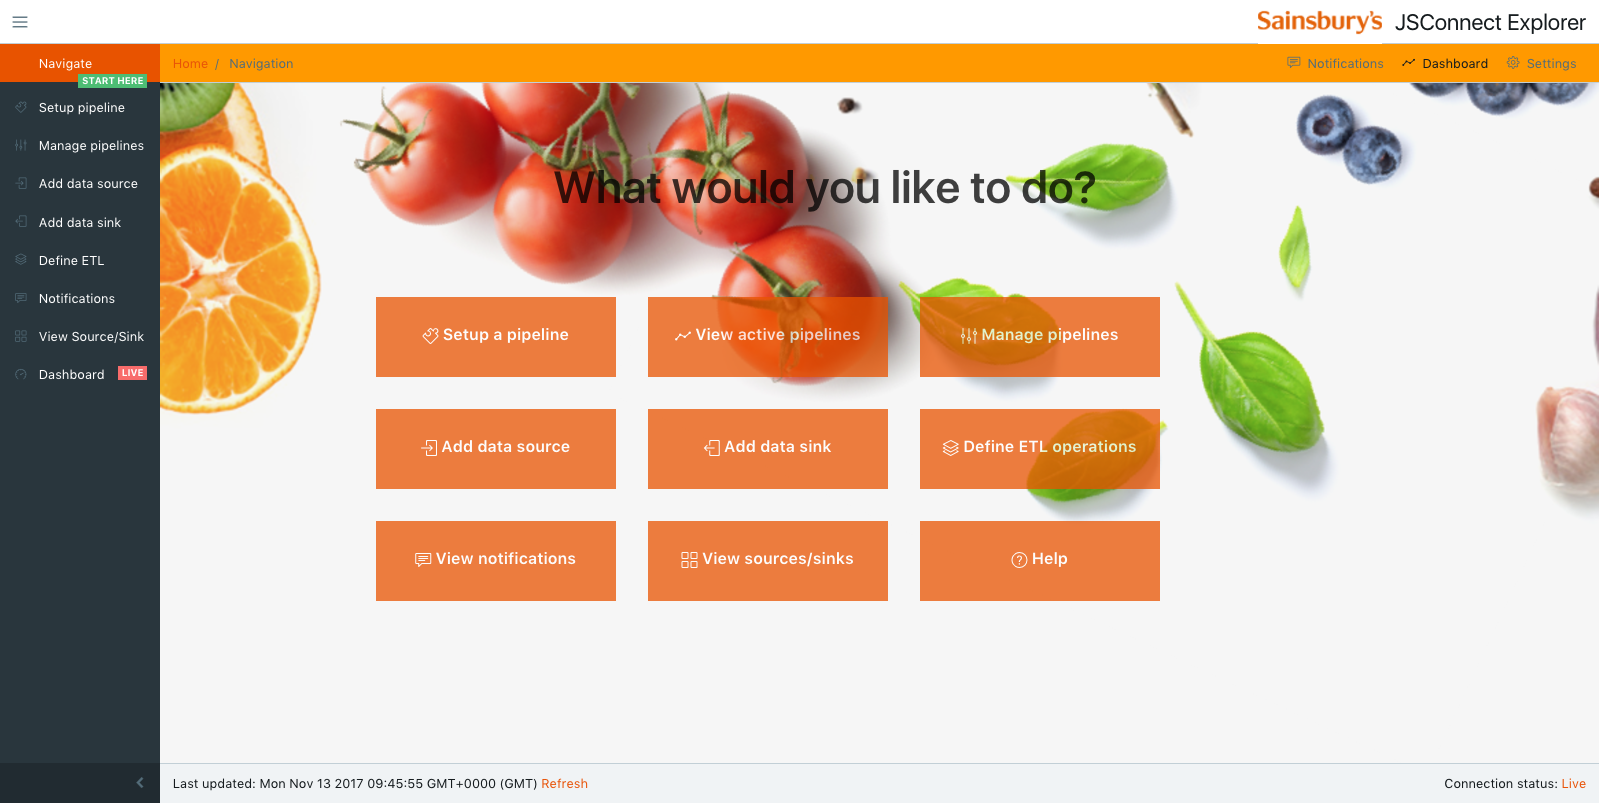 Sainsbury's JSConnect Explorer
Navigate
START HERE
Home / Navigation
Notifications
Dashboard
Settings
Setup pipeline
Manage pipelines
Add data source
Add data sink
Define ETL
Notifications
View Source/Sink
Dashboard LIVE
What would you like to do?
Setup a pipeline
View active pipelines
Manage pipelines
Add data source
Add data sink
Define ETL operations
View notifications
View sources/sinks
Help
Last updated: Mon Nov 13 2017 09:45:55 GMT+0000 (GMT) Refresh
Connection status: Live